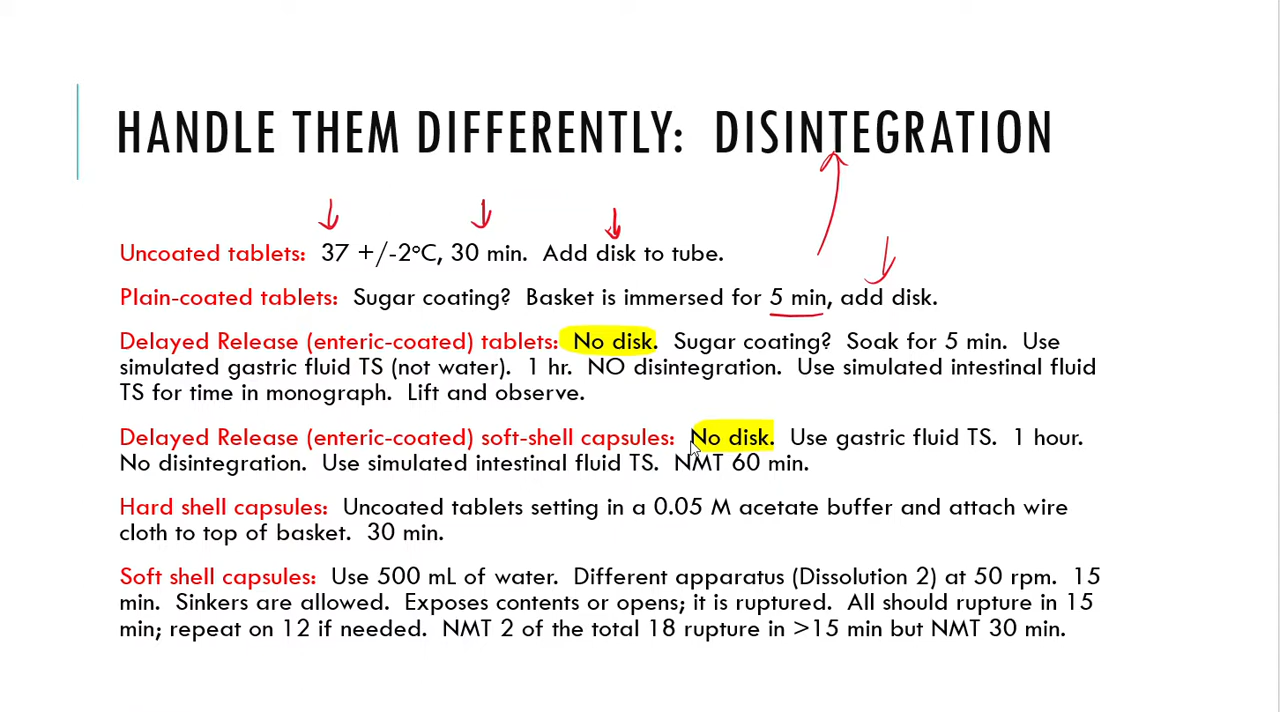 HANDLE THEM DIFFERENTLY: DISINTEGRATION
Uncoated tablets: 37 +/-2°C, 30 min. Add disk to tube.
Plain-coated tablets: Sugar coating? Basket is immersed for 5 min, add disk.
Delayed Release (enteric-coated) tablets: No disk. Sugar coating? Soak for 5 min. Use
simulated gastric fluid TS (not water). 1 hr. NO disintegration. Use simulated intestinal fluid
TS for time in monograph. Lift and observe.
Delayed Release (enteric-coated) soft-shell capsules: No disk. Use gastric fluid TS. 1 hour.
No disintegration. Use simulated intestinal fluid TS. NMT 60 min.
Hard shell capsules: Uncoated tablets setting in a 0.05 M acetate buffer and attach wire
cloth to top of basket. 30 min.
Soft shell capsules: Use 500 mL of water. Different apparatus (Dissolution 2) at 50 rpm. 15
min. Sinkers are allowed. Exposes contents or opens; it is ruptured. All should rupture in 15
min; repeat on 12 if needed. NMT 2 of the total 18 rupture in >15 min but NMT 30 min.